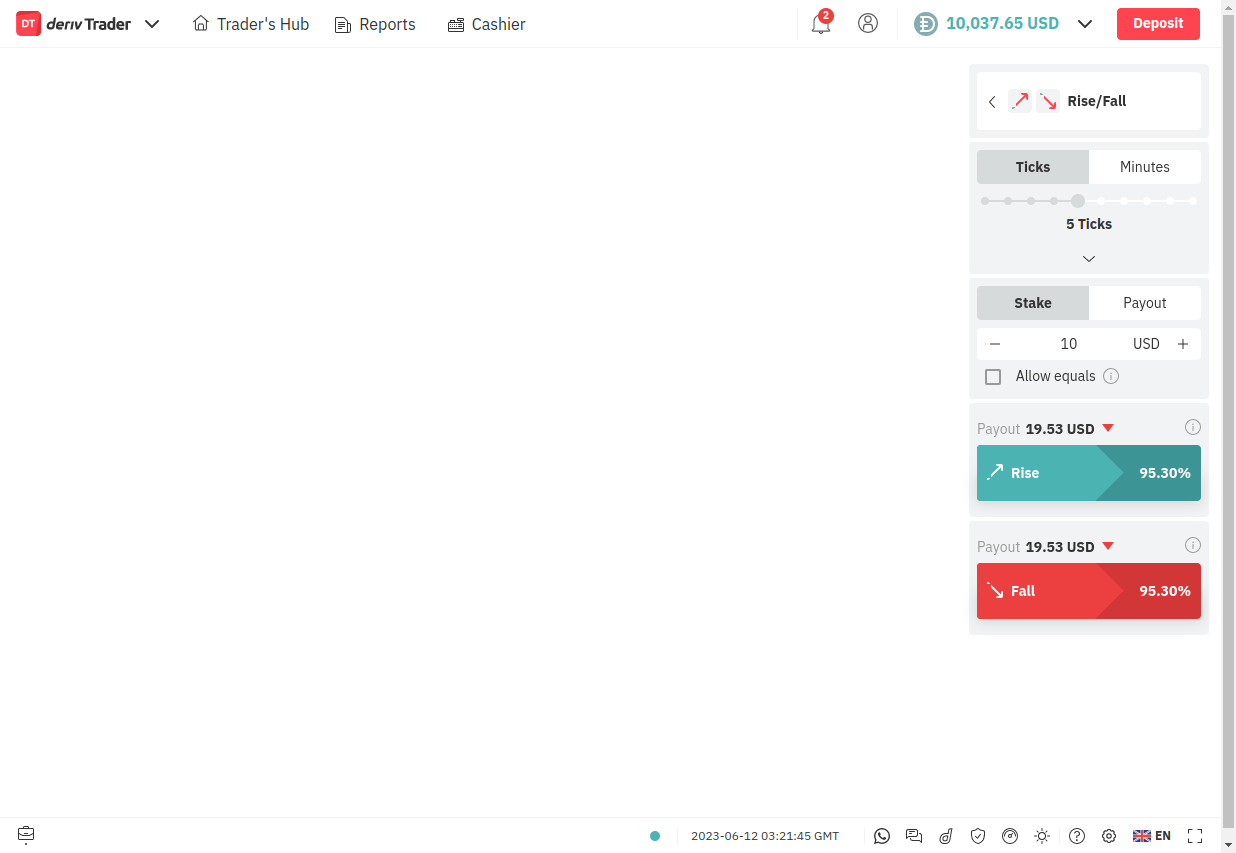 DT deriv Trader Trader's Hub Reports Cashier 2 10,037.65 USD Deposit
Rise/Fall
Ticks Minutes
5 Ticks
Stake Payout
10 USD
Allow equals
Payout 19.53 USD
Rise 95.30%
Payout 19.53 USD
Fall 95.30%
2023-06-12 03:21:45 GMT EN